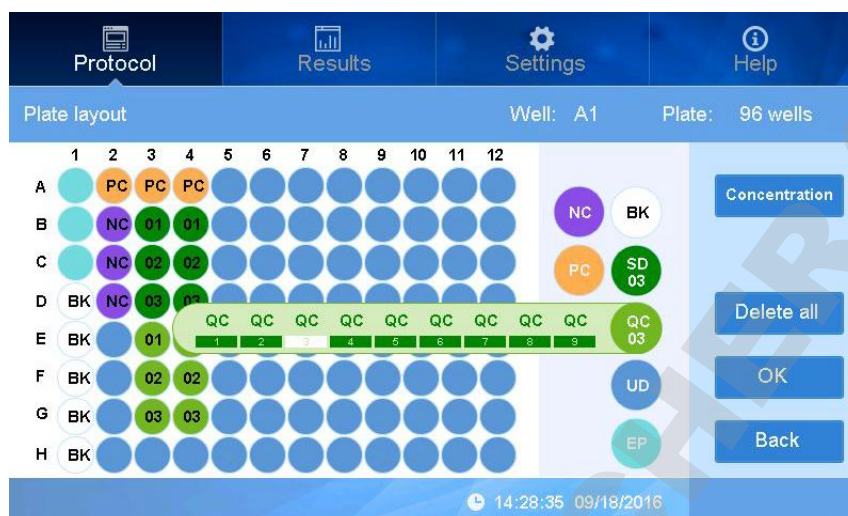 Protocol Results Settings Help
Plate layout Well: A1 Plate: 96 wells
1 2 3 4 5 6 7 8 9 10 11 12
A PC PC PC
B NC 01 01
C NC 02 02
D BK NC 03 03
E BK 01
F BK 02 02
G BK 03 03
H BK
QC QC QC QC QC QC QC QC QC
1 2 3 4 5 6 7 8 9
NC BK
PC SD 03
QC 03
UD
EP
Concentration
Delete all
OK
Back
14:28:35 09/18/2016